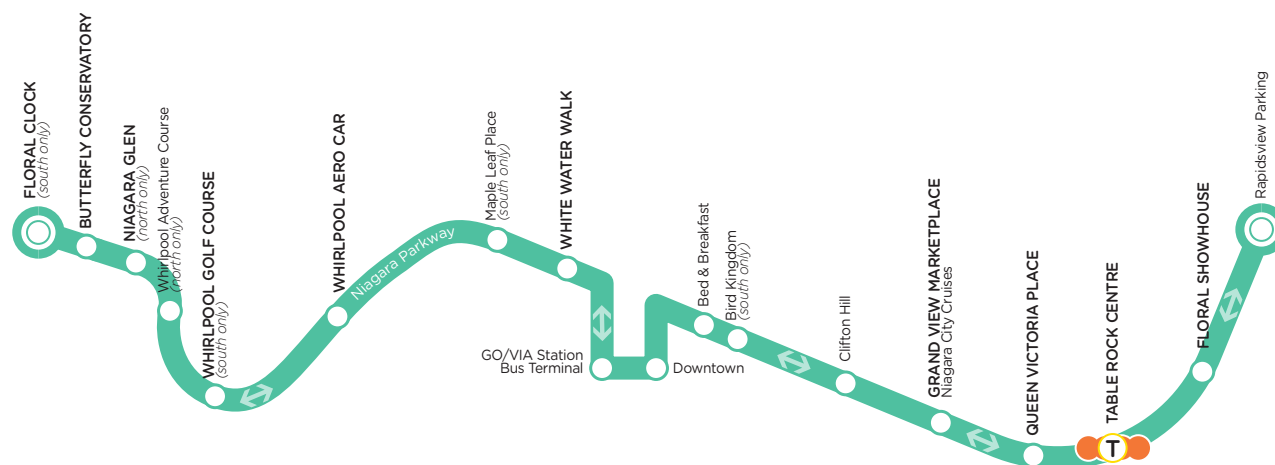 FLORAL CLOCK
(south only)
BUTTERFLY CONSERVATORY
NIAGARA GLEN
(north only)
Whirlpool Adventure Course
(north only)
WHIRLPOOL GOLF COURSE
(south only)
WHIRLPOOL AERO CAR
Niagara Parkway
Maple Leaf Place
(south only)
WHITE WATER WALK
GO/VIA Station
Bus Terminal
Downtown
Bed & Breakfast
Bird Kingdom
(south only)
Clifton Hill
GRAND VIEW MARKETPLACE
Niagara City Cruises
QUEEN VICTORIA PLACE
TABLE ROCK CENTRE
T
FLORAL SHOWHOUSE
Rapidsview Parking